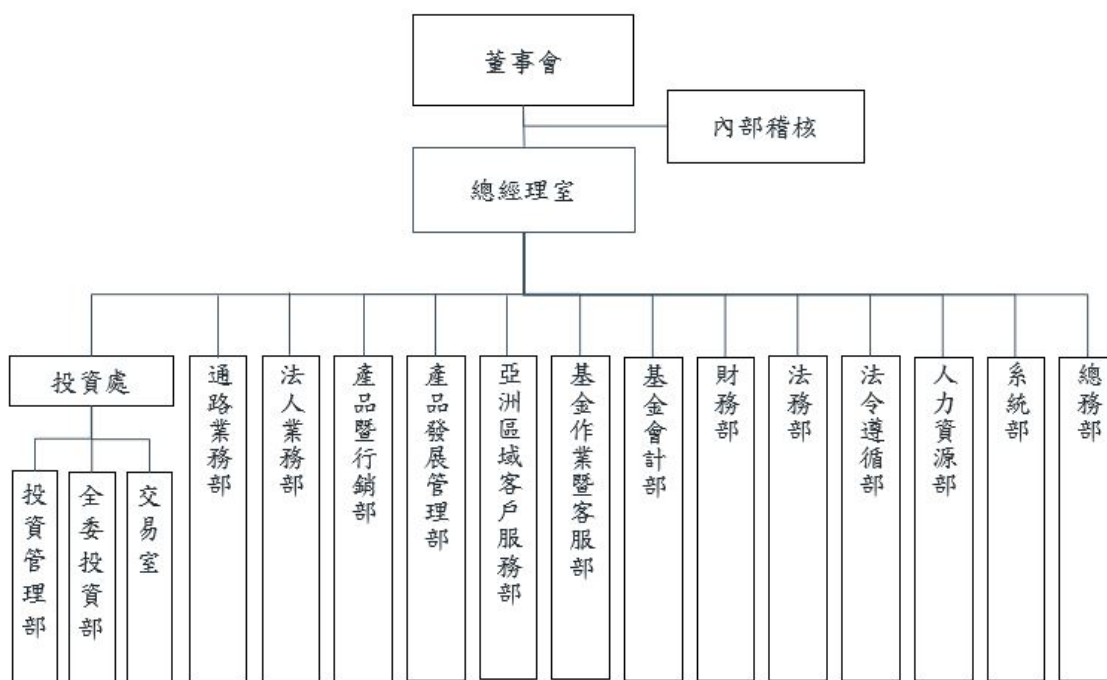 董事會
內部稽核
總經理室
投資處
投資管理部
全委投資部
交易室
通路業務部
法人業務部
產品暨行銷部
產品發展管理部
亞洲區域客戶服務部
基金作業暨客服部
基金會計部
財務部
法務部
法令遵循部
人力資源部
系統部
總務部